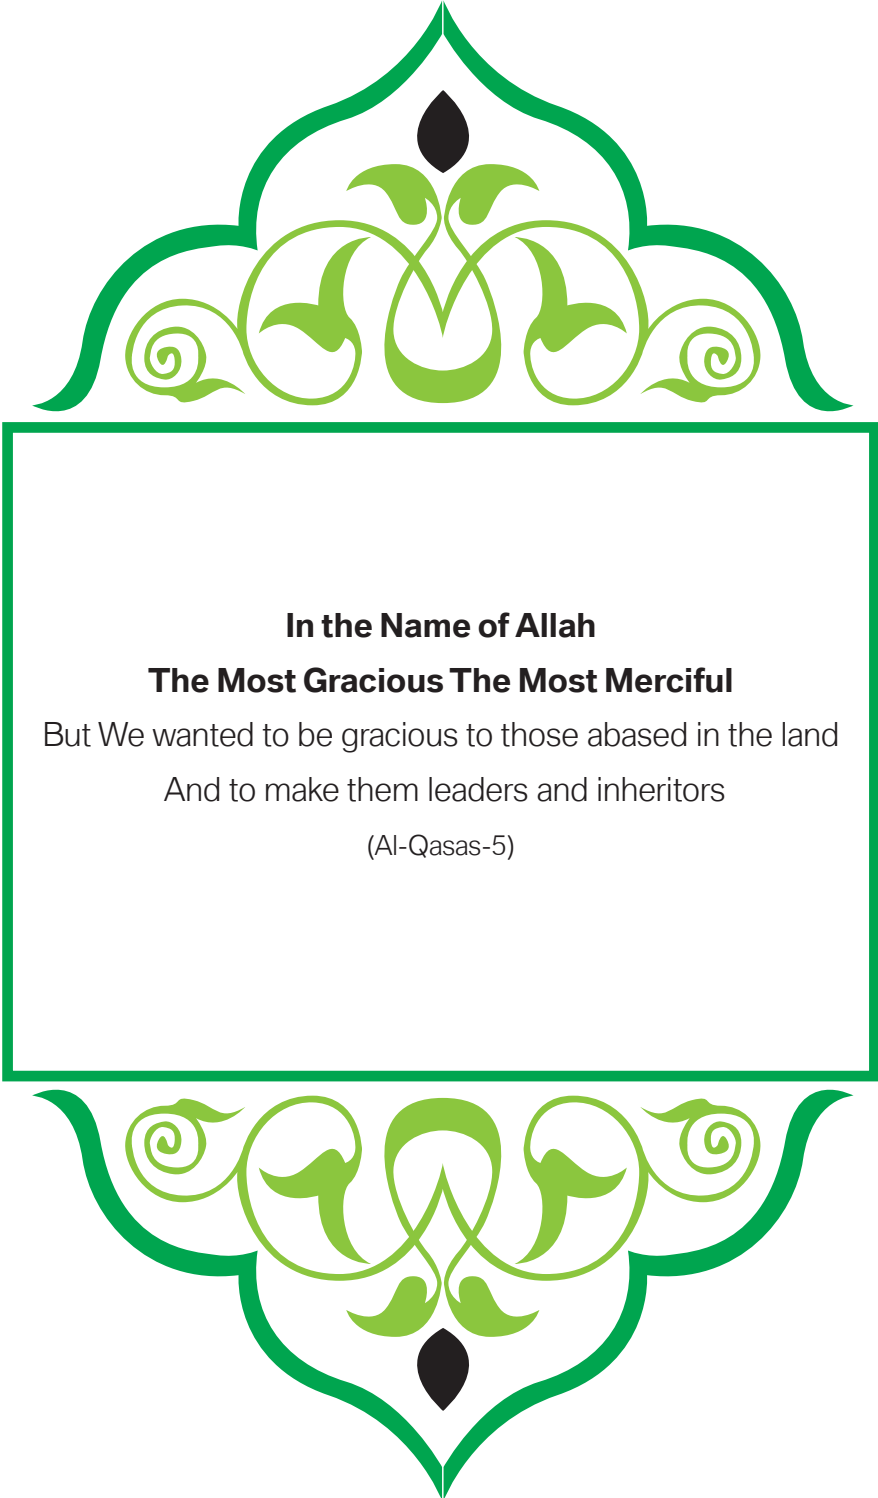 In the Name of Allah
The Most Gracious The Most Merciful
But We wanted to be gracious to those abased in the land
And to make them leaders and inheritors
(Al-Qasas-5)